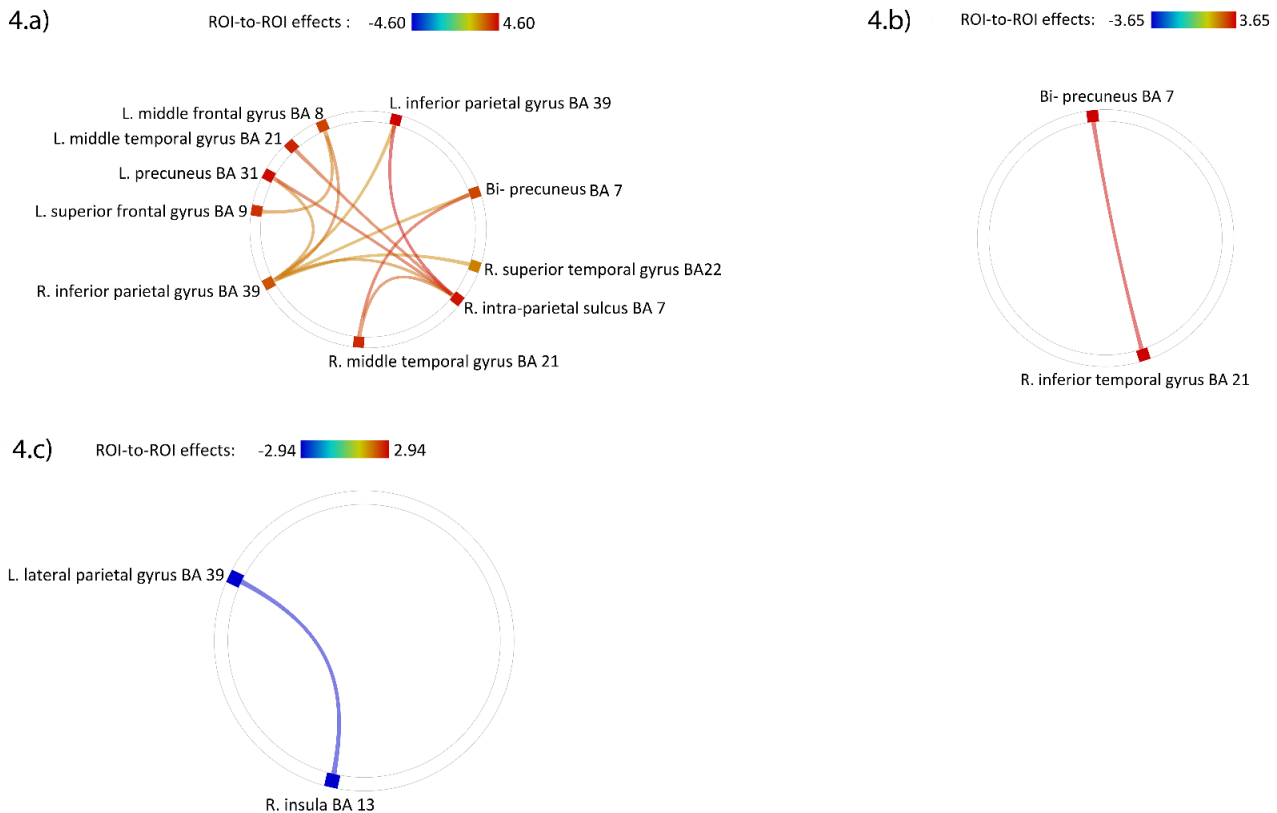 4.a)
ROI-to-ROI effects :
-4.60
4.60
4.b)
ROI-to-ROI effects:
-3.65
3.65
L. middle frontal gyrus BA 8
L. inferior parietal gyrus BA 39
L. middle temporal gyrus BA 21
L. precuneus BA 31
Bi- precuneus BA 7
L. superior frontal gyrus BA 9
R. superior temporal gyrus BA22
R. inferior parietal gyrus BA 39
R. intra-parietal sulcus BA 7
R. middle temporal gyrus BA 21
Bi- precuneus BA 7
R. inferior temporal gyrus BA 21
4.c)
ROI-to-ROI effects:
-2.94
2.94
L. lateral parietal gyrus BA 39
R. insula BA 13